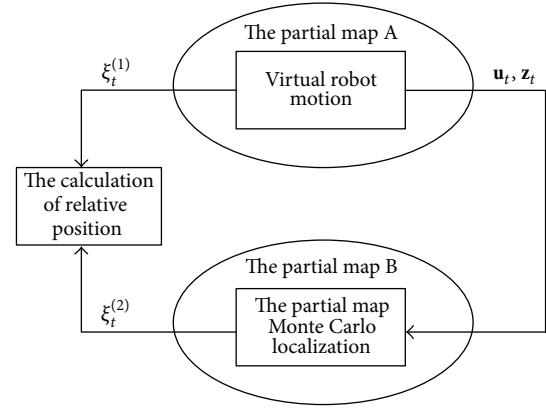 The partial map A
Virtual robot
motion
ξ_t^(1)
u_t, z_t
The calculation
of relative
position
The partial map B
The partial map
Monte Carlo
localization
ξ_t^(2)